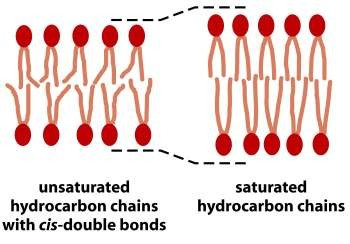 unsaturated
hydrocarbon chains
with cis-double bonds
saturated
hydrocarbon chains